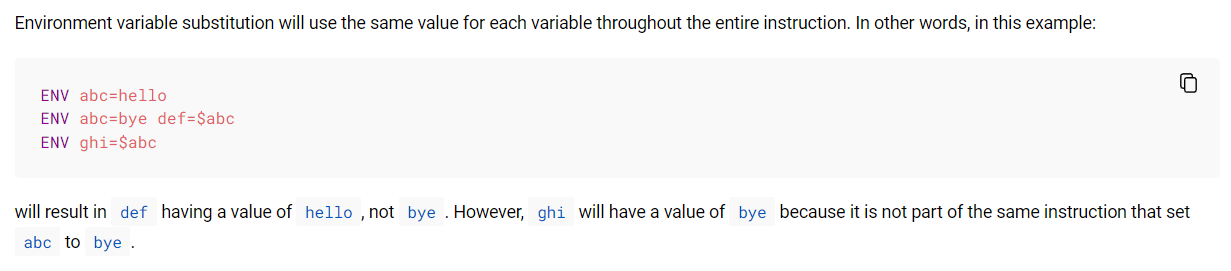 Environment variable substitution will use the same value for each variable throughout the entire instruction. In other words, in this example:
ENV abc=hello
ENV abc=bye def=$abc
ENV ghi=$abc
will result in def having a value of hello , not bye . However, ghi will have a value of bye because it is not part of the same instruction that set
abc to bye .